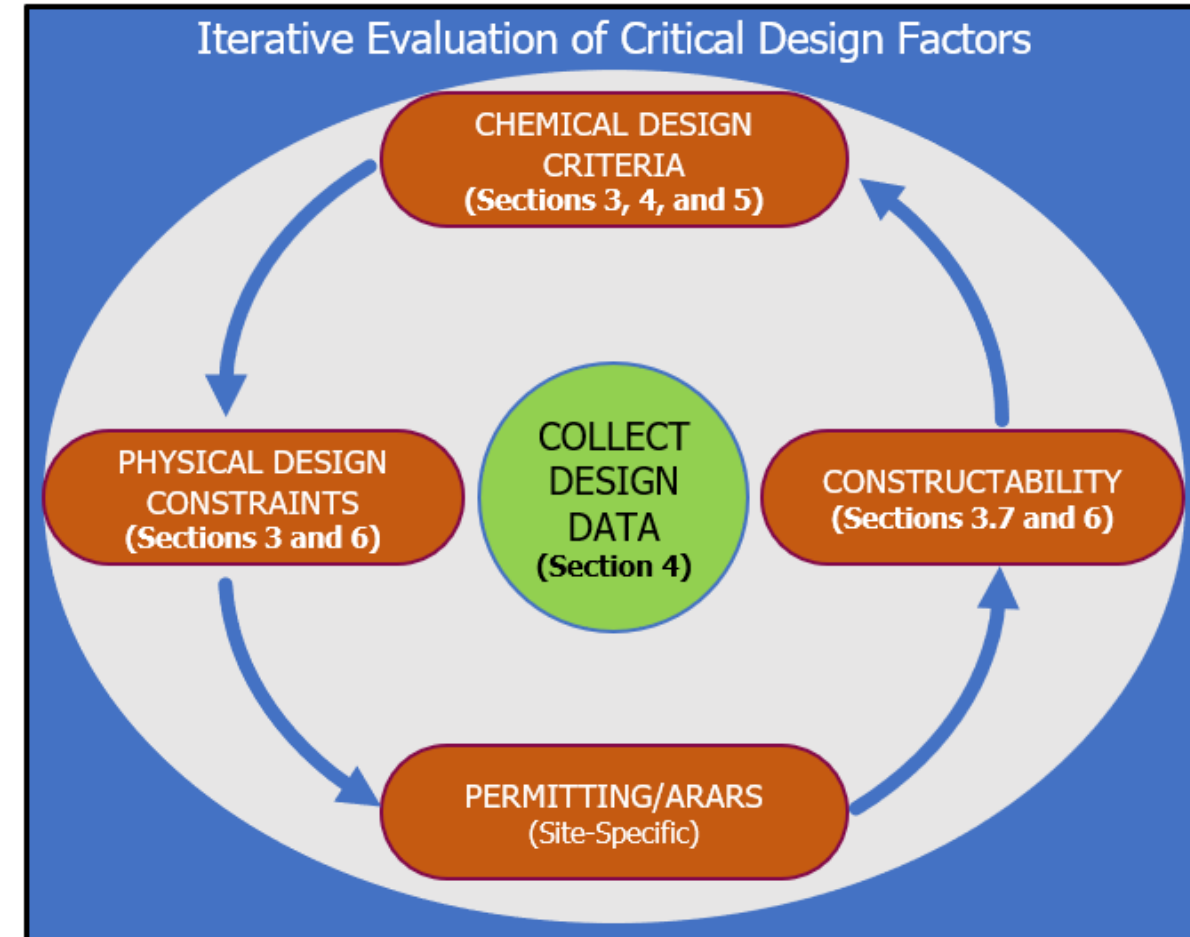 Iterative Evaluation of Critical Design Factors
CHEMICAL DESIGN
CRITERIA
(Sections 3, 4, and 5)
PHYSICAL DESIGN
CONSTRAINTS
(Sections 3 and 6)
COLLECT
DESIGN
DATA
(Section 4)
CONSTRUCTABILITY
(Sections 3.7 and 6)
PERMITTING/ARARS
(Site-Specific)